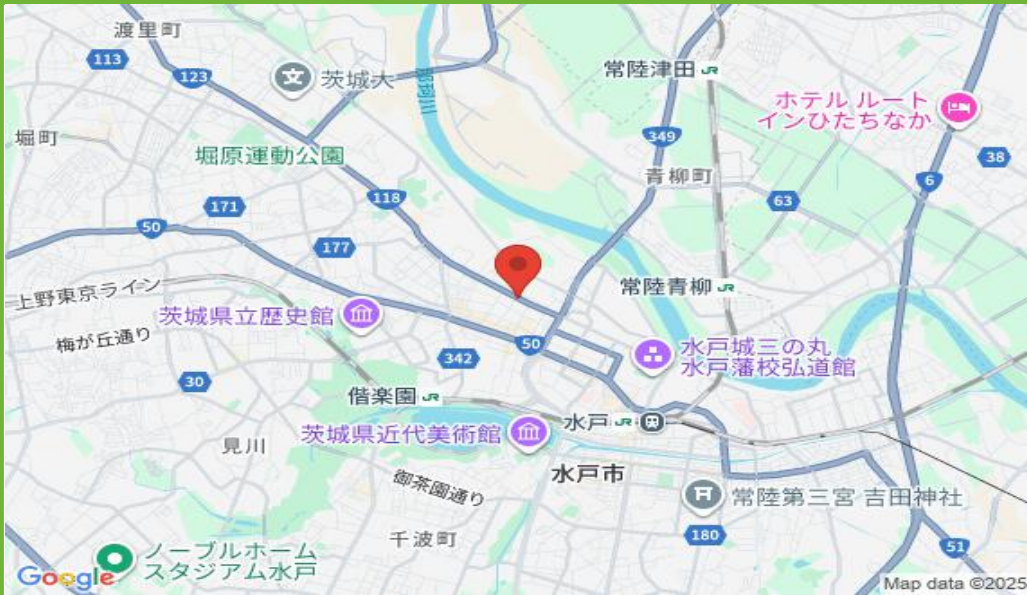 渡里町
113
123
茨城大
那珂川
常陸津田 JR
ホテル ルート
インひたちなか
堀町
堀原運動公園
349
38
青柳町
6
118
63
171
50
177
上野東京ライン
常陸青柳 JR
茨城県立歴史館
梅が丘通り
50
水戸城三の丸
水戸藩校弘道館
342
30
偕楽園 JR
水戸 JR
茨城県近代美術館
見川
水戸市
御茶園通り
常陸第三宮 吉田神社
千波町
180
51
ノーブルホーム
スタジアム水戸
Google
Map data ©2025